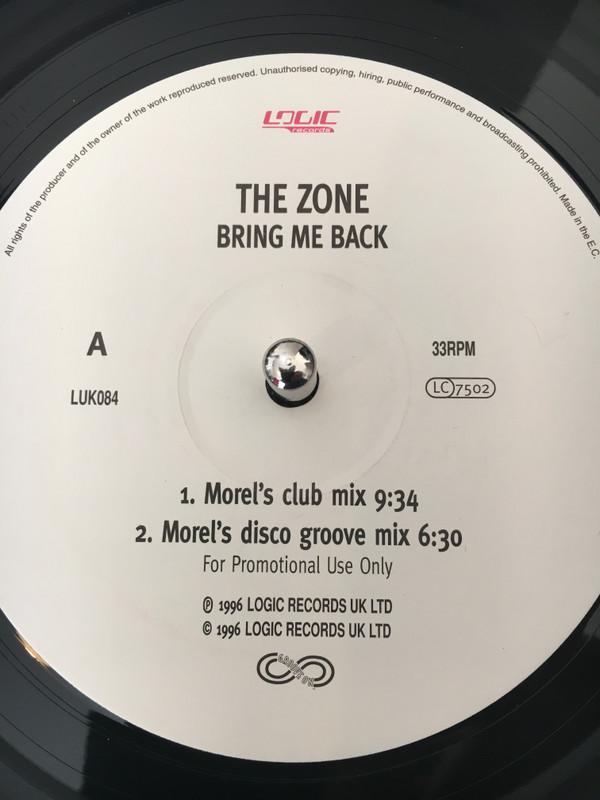 All rights of the producer and of the owner of the work reproduced reserved. Unauthorised copying, hiring, public performance and broadcasting prohibited. Made in the E.C.
LOGIC
records
THE ZONE
BRING ME BACK
A
33RPM
LUK084
LC 7502
1. Morel's club mix 9:34
2. Morel's disco groove mix 6:30
For Promotional Use Only
℗ 1996 LOGIC RECORDS UK LTD
© 1996 LOGIC RECORDS UK LTD